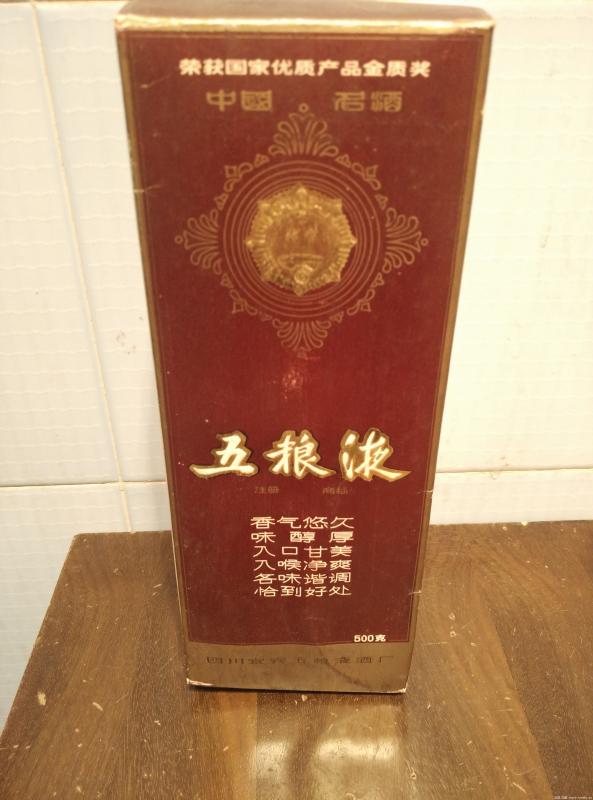 荣获国家优质产品金质奖
中國 名酒
五粮液
注册 商标
香气悠久
味醇厚
入口甘美
入喉净爽
各味谐调
恰到好处
500克
四川宜宾五粮液酒厂